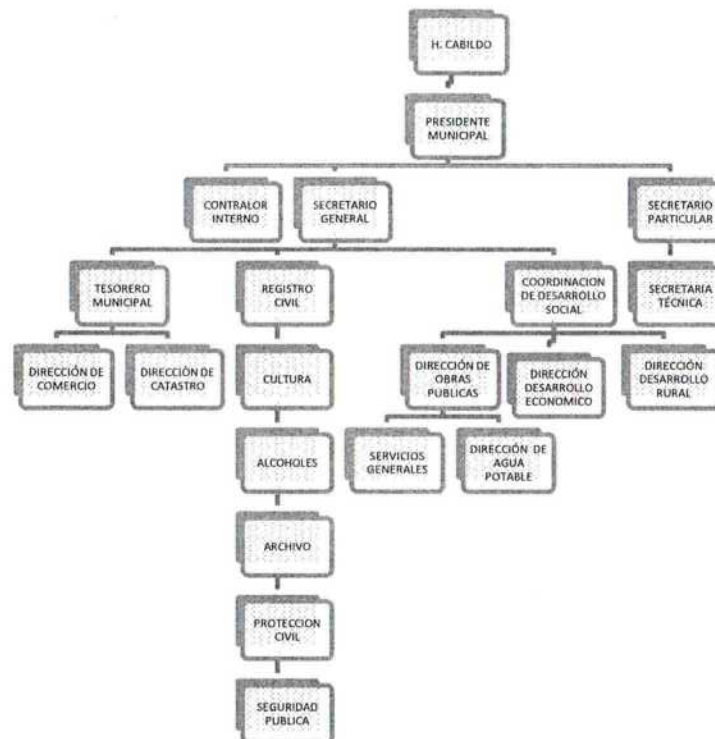 H. CABILDO
PRESIDENTE
MUNICIPAL
CONTRALOR
INTERNO
SECRETARIO
GENERAL
SECRETARIO
PARTICULAR
TESORERO
MUNICIPAL
REGISTRO
CIVIL
COORDINACION
DE DESARROLLO
SOCIAL
SECRETARIA
TÉCNICA
DIRECCIÓN DE
COMERCIO
DIRECCIÓN DE
CATASTRO
CULTURA
DIRECCIÓN DE
OBRAS
PUBLICAS
DIRECCIÓN
DESARROLLO
ECONOMICO
DIRECCIÓN
DESARROLLO
RURAL
ALCOHOLES
SERVICIOS
GENERALES
DIRECCIÓN DE
AGUA
POTABLE
ARCHIVO
PROTECCION
CIVIL
SEGURIDAD
PUBLICA